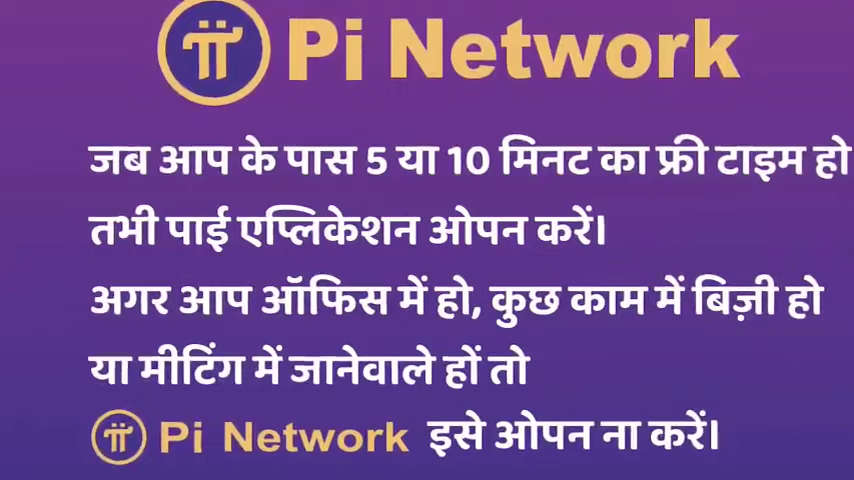 Pi Network
जब आप के पास 5 या 10 मिनट का फ्री टाइम हो
तभी पाई एप्लिकेशन ओपन करें।
अगर आप ऑफिस में हो, कुछ काम में बिज़ी हो
या मीटिंग में जानेवाले हों तो
Pi Network इसे ओपन ना करें।